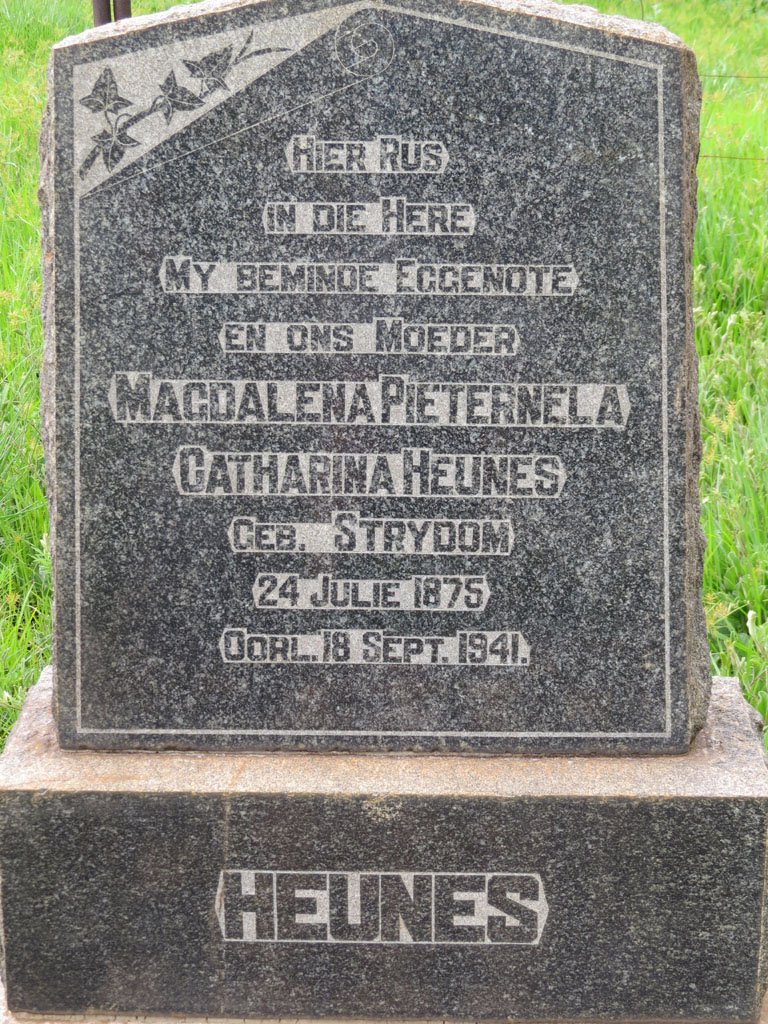 HIER RUS
IN DIE HERE
MY BEMINDE EGGENOTE
EN ONS MOEDER
MAGDALENA PIETERNELA
CATHARINA HEUNES
GEB. STRYDOM
24 JULIE 1875
OORL. 18 SEPT. 1941.
HEUNES